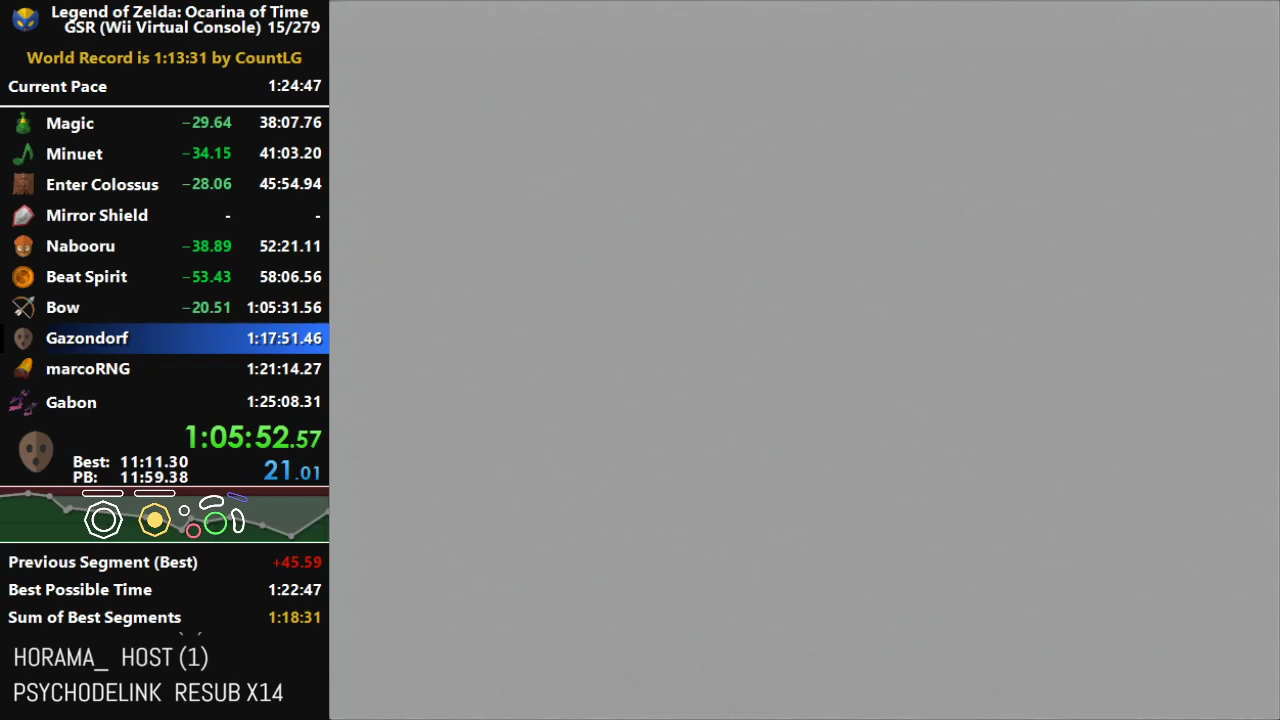 Legend of Zelda: Ocarina of Time
GSR (Wii Virtual Console) 15/279
World Record is 1:13:31 by CountLG
Current Pace 1:24:47
Magic −29.64 38:07.76
Minuet −34.15 41:03.20
Enter Colossus −28.06 45:54.94
Mirror Shield - -
Nabooru −38.89 52:21.11
Beat Spirit −53.43 58:06.56
Bow −20.51 1:05:31.56
Gazondorf 1:17:51.46
marcoRNG 1:21:14.27
Gabon 1:25:08.31
1:05:52.57
Best: 11:11.30
PB: 11:59.38
21.01
Previous Segment (Best) +45.59
Best Possible Time 1:22:47
Sum of Best Segments 1:18:31
HORAMA_ HOST (1)
PSYCHODELINK RESUB X14